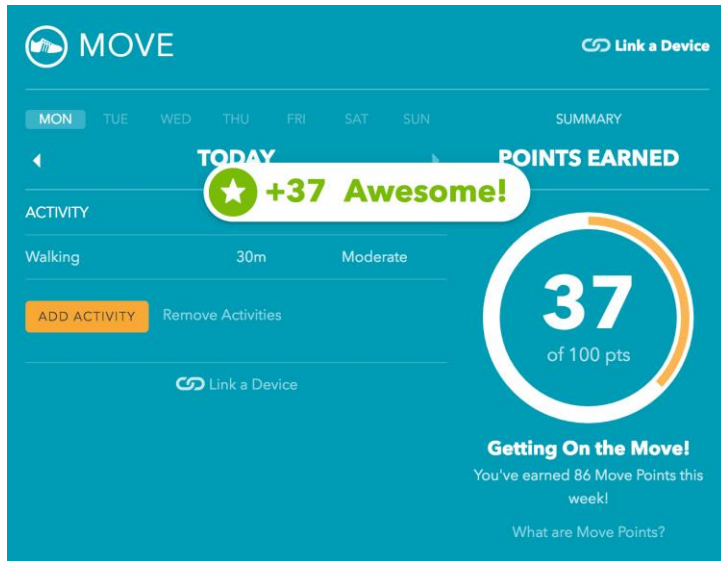 MOVE
Link a Device
MON TUE WED THU FRI SAT SUN
SUMMARY
TODAY
POINTS EARNED
+37 Awesome!
ACTIVITY
Walking 30m Moderate
ADD ACTIVITY Remove Activities
Link a Device
37
of 100 pts
Getting On the Move!
You've earned 86 Move Points this
week!
What are Move Points?